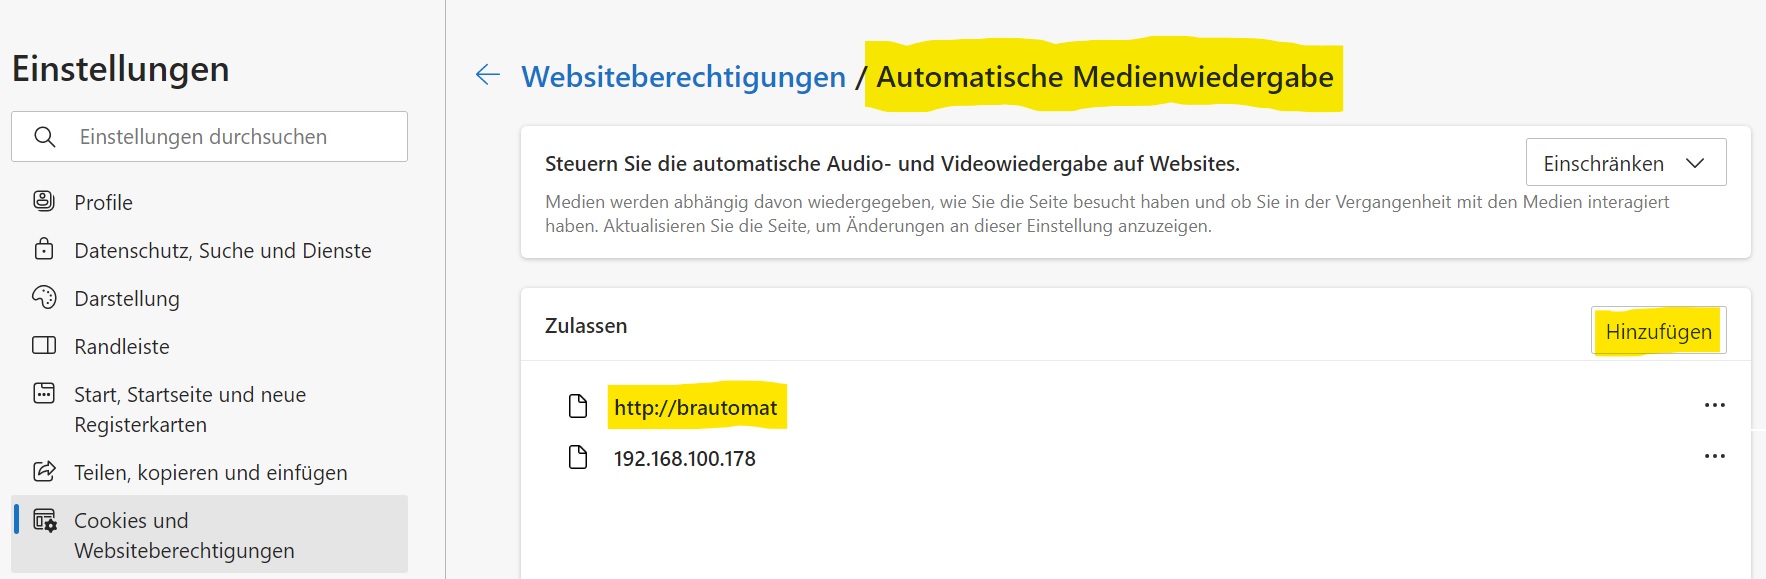 Einstellungen
Einstellungen durchsuchen
Profile
Datenschutz, Suche und Dienste
Darstellung
Randleiste
Start, Startseite und neue
Registerkarten
Teilen, kopieren und einfügen
Cookies und
Websiteberechtigungen
Websiteberechtigungen / Automatische Medienwiedergabe
Steuern Sie die automatische Audio- und Videowiedergabe auf Websites.
Einschränken
Medien werden abhängig davon wiedergegeben, wie Sie die Seite besucht haben und ob Sie in der Vergangenheit mit den Medien interagiert
haben. Aktualisieren Sie die Seite, um Änderungen an dieser Einstellung anzuzeigen.
Zulassen
Hinzufügen
http://brautomat
192.168.100.178